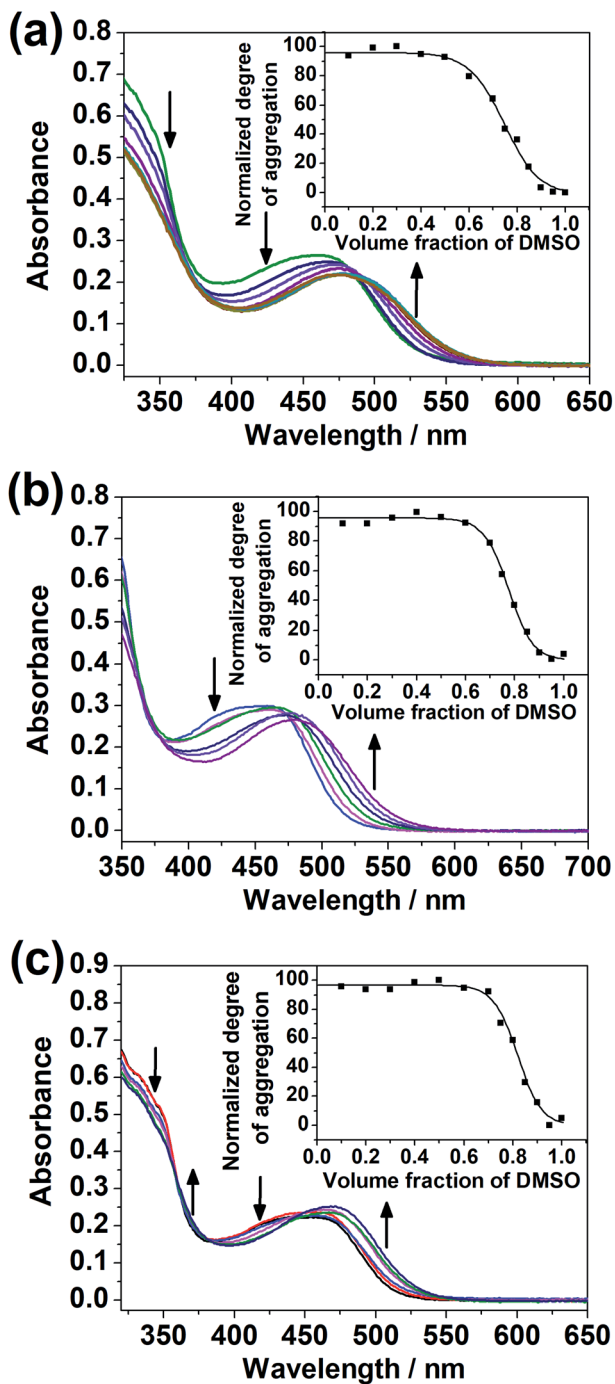 (a)
0.8
0.7
0.6
0.5
0.4
0.3
0.2
0.1
0.0
Absorbance
350 400 450 500 550 600 650
Wavelength / nm
Normalized degree
of aggregation
100
80
60
40
20
0
0.0 0.2 0.4 0.6 0.8 1.0
Volume fraction of DMSO
(b)
0.8
0.7
0.6
0.5
0.4
0.3
0.2
0.1
0.0
Absorbance
350 400 450 500 550 600 650 700
Wavelength / nm
Normalized degree
of aggregation
100
80
60
40
20
0
0.0 0.2 0.4 0.6 0.8 1.0
Volume fraction of DMSO
(c)
0.9
0.8
0.7
0.6
0.5
0.4
0.3
0.2
0.1
0.0
Absorbance
350 400 450 500 550 600 650
Wavelength / nm
Normalized degree
of aggregation
100
80
60
40
20
0
0.0 0.2 0.4 0.6 0.8 1.0
Volume fraction of DMSO